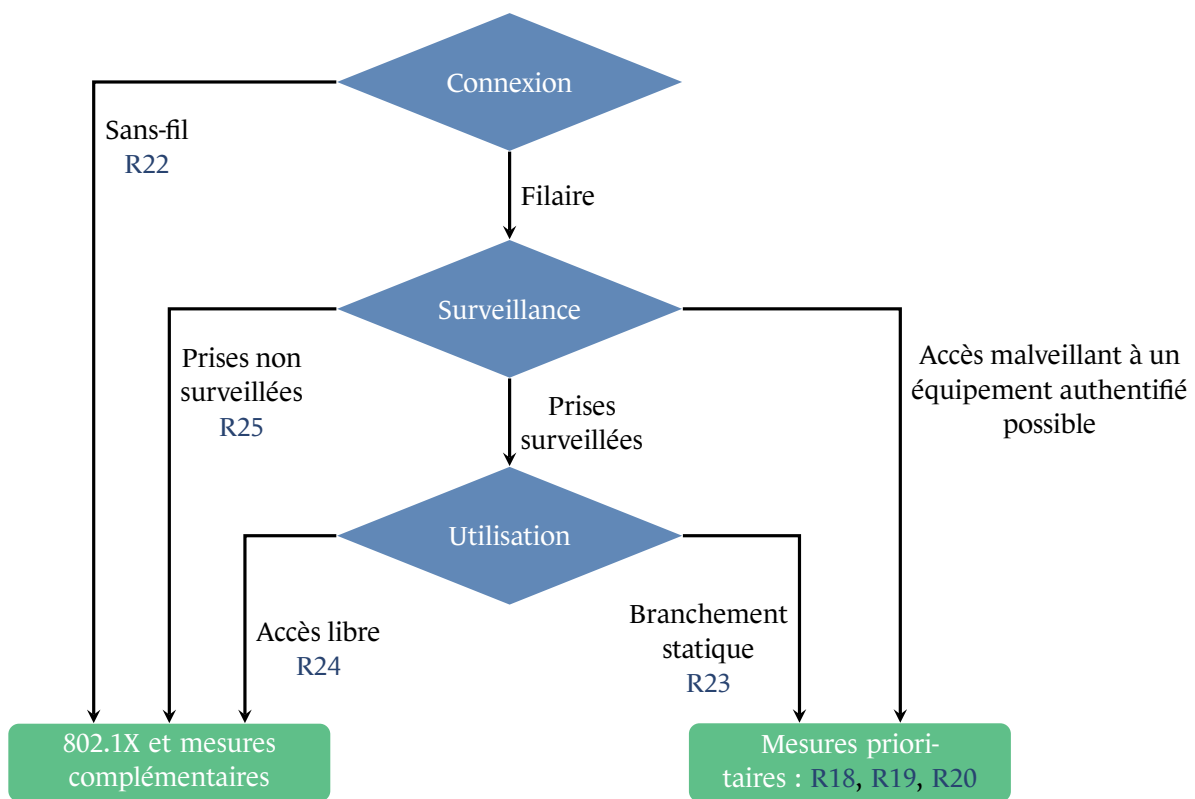 Connexion
Sans-fil
R22
Filaire
Surveillance
Prises non
surveillées
R25
Prises
surveillées
Accès malveillant à un
équipement authentifié
possible
Utilisation
Accès libre
R24
Branchement
statique
R23
802.1X et mesures
complémentaires
Mesures priori-
taires : R18, R19, R20